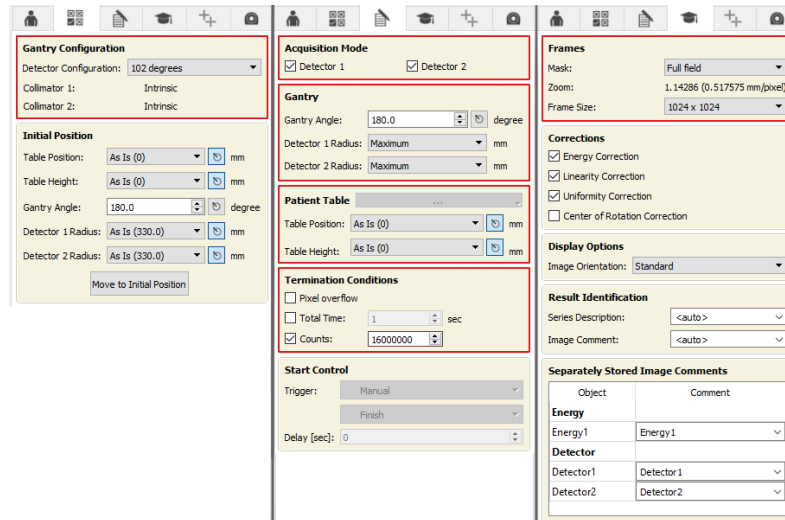 Gantry Configuration
Detector Configuration: 102 degrees
Collimator 1: Intrinsic
Collimator 2: Intrinsic
Initial Position
Table Position: As Is (0) mm
Table Height: As Is (0) mm
Gantry Angle: 180.0 degree
Detector 1 Radius: As Is (330.0) mm
Detector 2 Radius: As Is (330.0) mm
Move to Initial Position
Acquisition Mode
Detector 1 Detector 2
Gantry
Gantry Angle: 180.0 degree
Detector 1 Radius: Maximum mm
Detector 2 Radius: Maximum mm
Patient Table ...
Table Position: As Is (0) mm
Table Height: As Is (0) mm
Termination Conditions
Pixel overflow
Total Time: 1 sec
Counts: 16000000
Start Control
Trigger: Manual
Finish
Delay [sec]: 0
Frames
Mask: Full field
Zoom: 1.14286 (0.517575 mm/pixel)
Frame Size: 1024 x 1024
Corrections
Energy Correction
Linearity Correction
Uniformity Correction
Center of Rotation Correction
Display Options
Image Orientation: Standard
Result Identification
Series Description: <auto>
Image Comment: <auto>
Separately Stored Image Comments
Object Comment
Energy
Energy1 Energy1
Detector
Detector1 Detector1
Detector2 Detector2